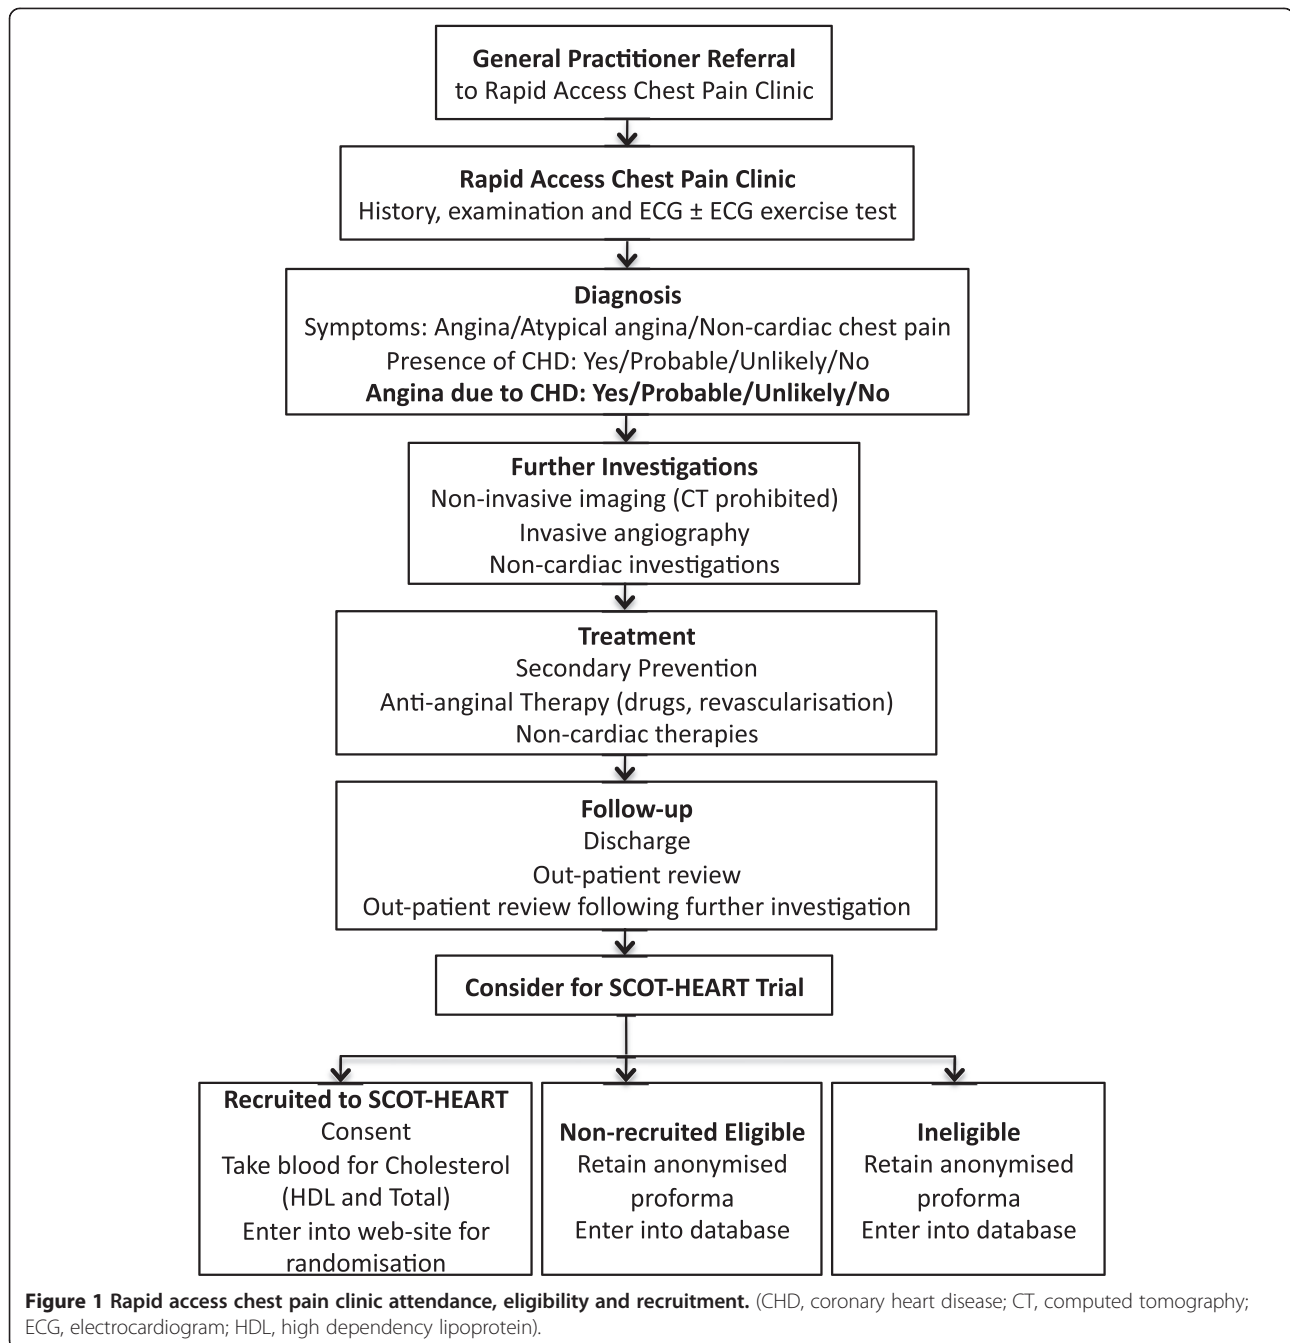 General Practitioner Referral
to Rapid Access Chest Pain Clinic
Rapid Access Chest Pain Clinic
History, examination and ECG ± ECG exercise test
Diagnosis
Symptoms: Angina/Atypical angina/Non-cardiac chest pain
Presence of CHD: Yes/Probable/Unlikely/No
Angina due to CHD: Yes/Probable/Unlikely/No
Further Investigations
Non-invasive imaging (CT prohibited)
Invasive angiography
Non-cardiac investigations
Treatment
Secondary Prevention
Anti-anginal Therapy (drugs, revascularisation)
Non-cardiac therapies
Follow-up
Discharge
Out-patient review
Out-patient review following further investigation
Consider for SCOT-HEART Trial
Recruited to SCOT-HEART
Consent
Take blood for Cholesterol
(HDL and Total)
Enter into web-site for
randomisation
Non-recruited Eligible
Retain anonymised
proforma
Enter into database
Ineligible
Retain anonymised
proforma
Enter into database
Figure 1 Rapid access chest pain clinic attendance, eligibility and recruitment. (CHD, coronary heart disease; CT, computed tomography;
ECG, electrocardiogram; HDL, high dependency lipoprotein).